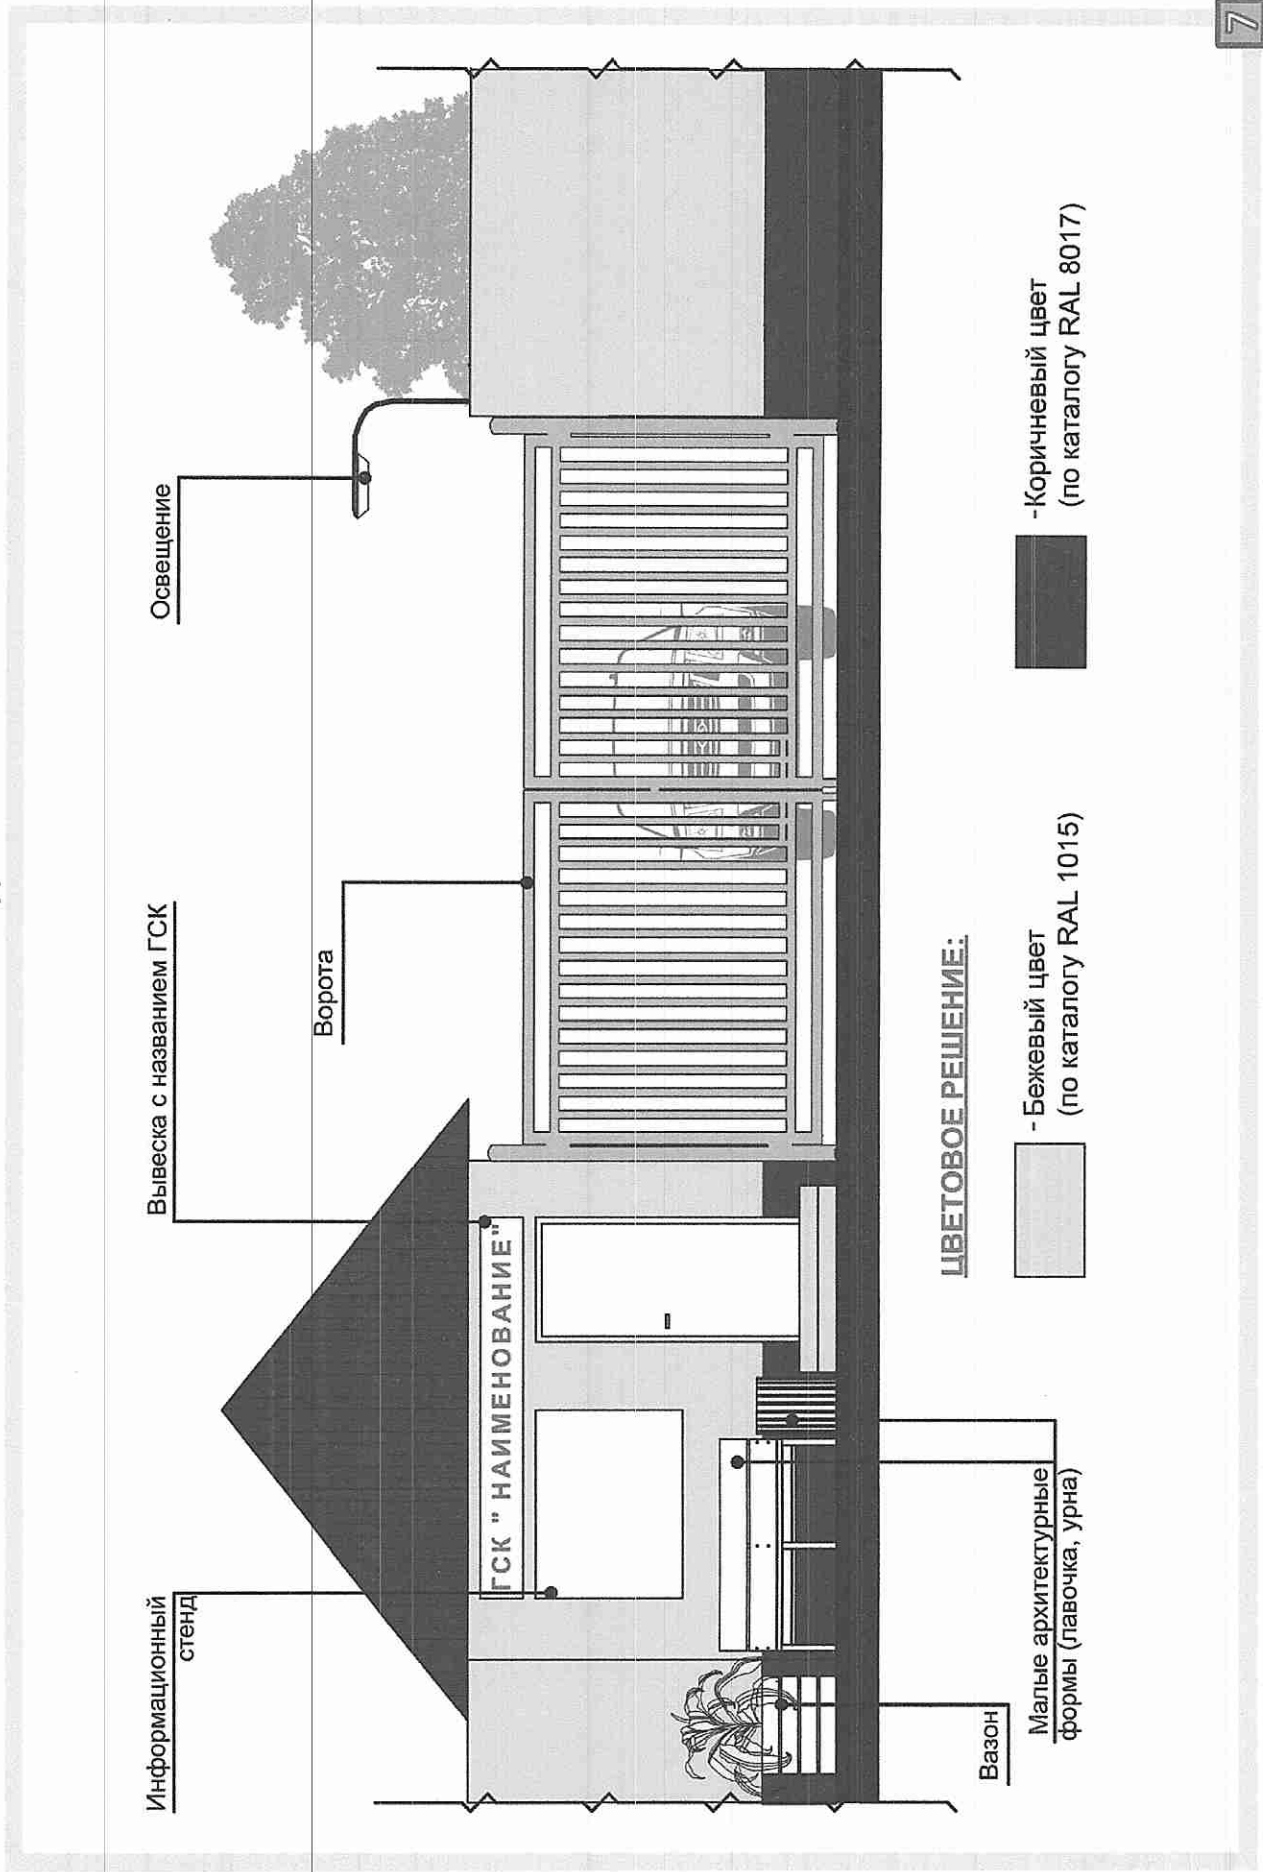 Информационный
стенд
Вывеска с названием ГСК
Ворота
Освещение
ГСК " НАИМЕНОВАНИЕ"
Вазон
Малые архитектурные
формы (лавочка, урна)
ЦВЕТОВОЕ РЕШЕНИЕ:
- Бежевый цвет
(по каталогу RAL 1015)
-Коричневый цвет
(по каталогу RAL 8017)
7